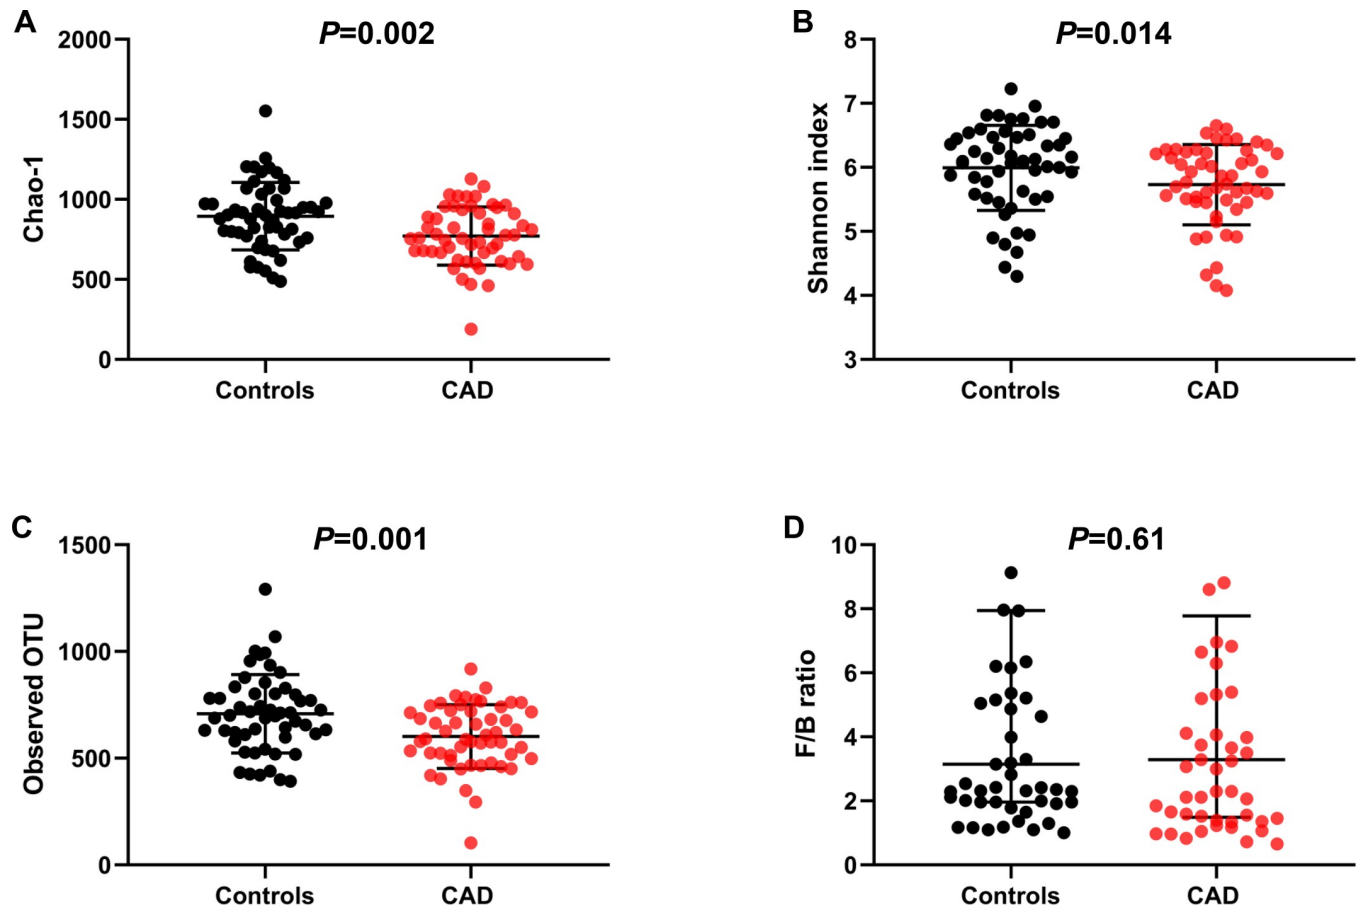 A
P=0.002
Chao-1
2000
1500
1000
500
0
Controls
CAD
B
P=0.014
Shannon index
8
7
6
5
4
3
Controls
CAD
C
P=0.001
Observed OTU
1500
1000
500
0
Controls
CAD
D
P=0.61
F/B ratio
10
8
6
4
2
0
Controls
CAD